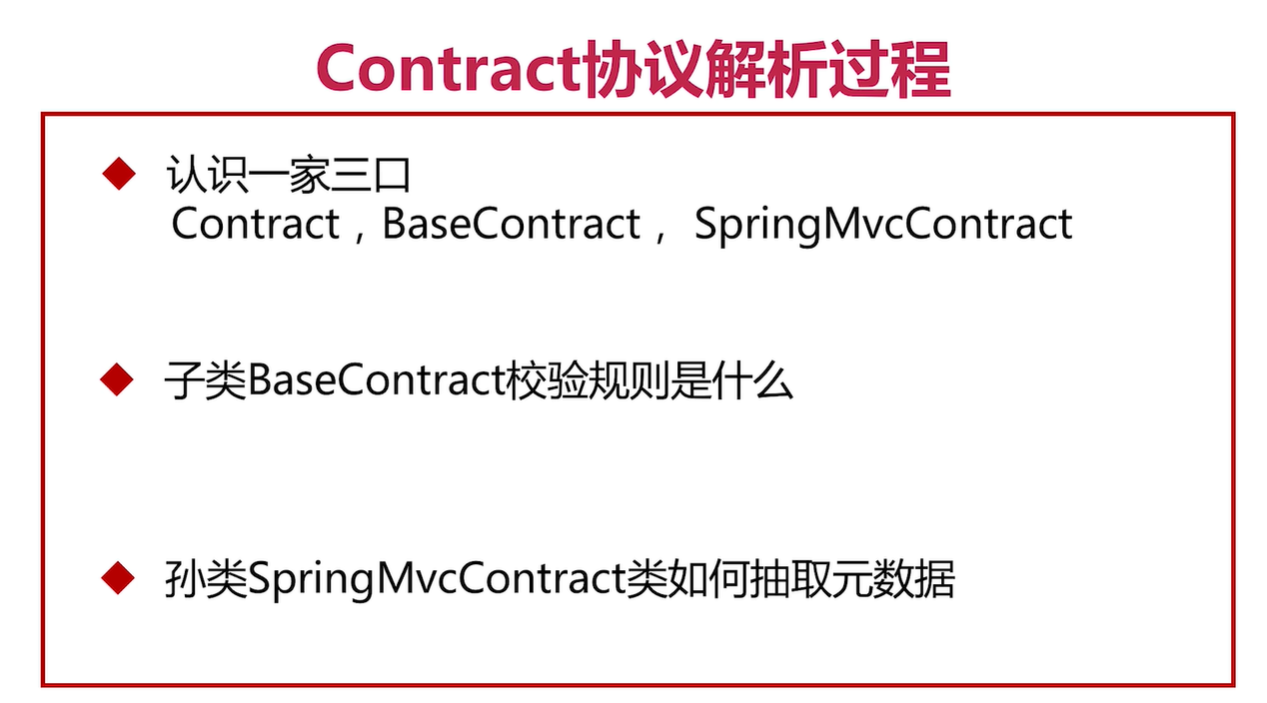 Contract协议解析过程
认识一家三口
Contract，BaseContract， SpringMvcContract
子类BaseContract校验规则是什么
孙类SpringMvcContract类如何抽取元数据